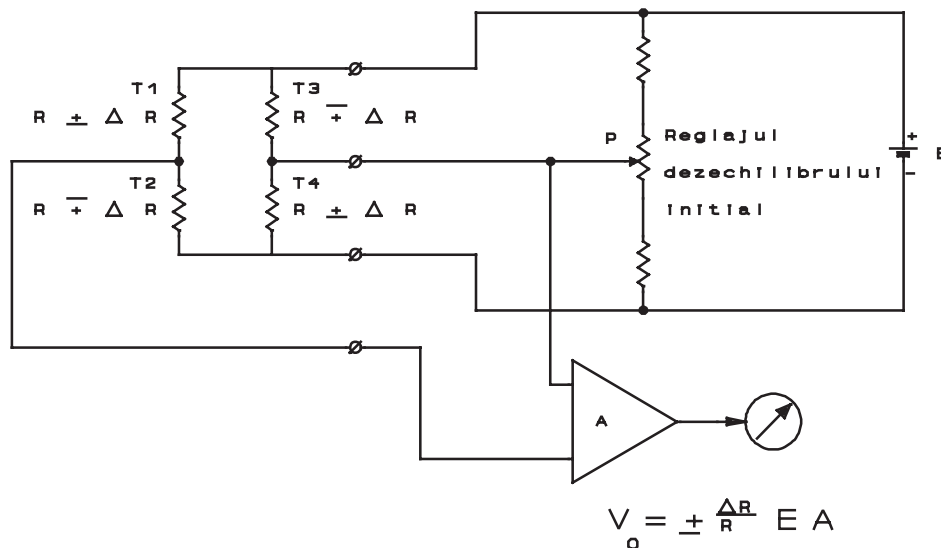 T1
R ± Δ R
T3
R ∓ Δ R
T2
R ∓ Δ R
T4
R ± Δ R
P
Reglajul
dezechilibrului
initial
+
E
-
A
V₀ = ± ΔR/R E A